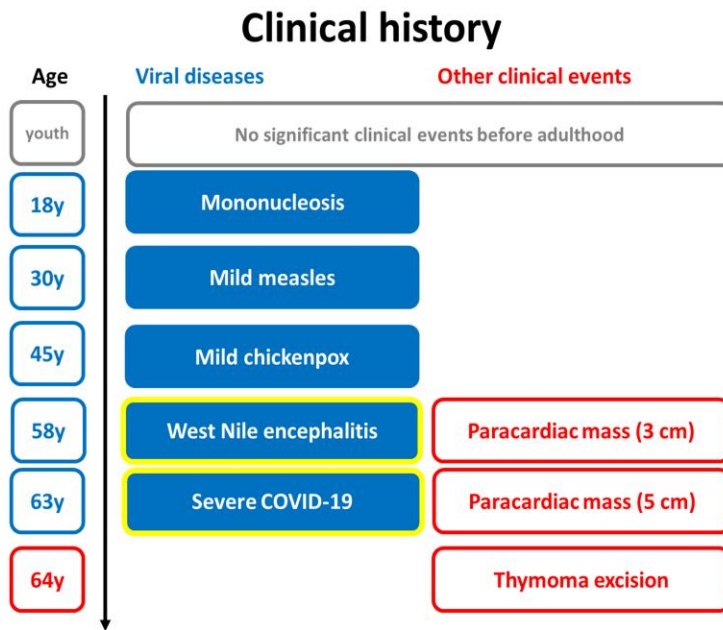 Clinical history
Age Viral diseases Other clinical events
youth No significant clinical events before adulthood
18y Mononucleosis
30y Mild measles
45y Mild chickenpox
58y West Nile encephalitis Paracardiac mass (3 cm)
63y Severe COVID-19 Paracardiac mass (5 cm)
64y Thymoma excision